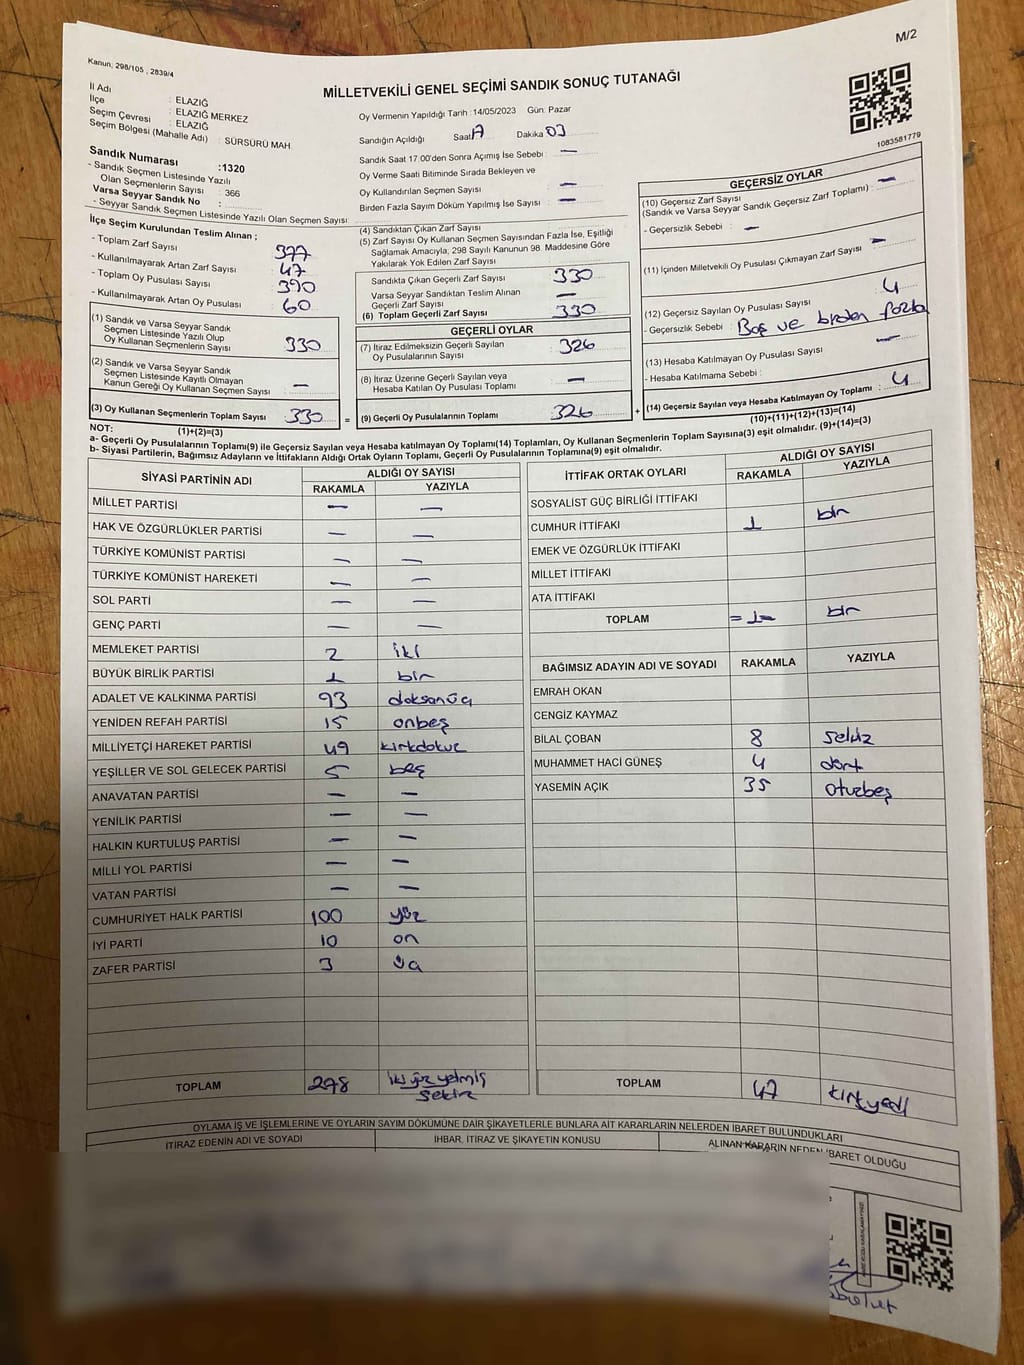 M/2
Kanun; 298/105 , 2839/4
MİLLETVEKİLİ GENEL SEÇİMİ SANDIK SONUÇ TUTANAĞI
İl Adı : ELAZIĞ
İlçe : ELAZIĞ MERKEZ
Seçim Çevresi : ELAZIĞ
Seçim Bölgesi (Mahalle Adı) : SÜRSÜRÜ MAH.
Sandık Numarası :1320
- Sandık Seçmen Listesinde Yazılı
Olan Seçmenlerin Sayısı : 366
Varsa Seyyar Sandık No :
- Seyyar Sandık Seçmen Listesinde Yazılı Olan Seçmen Sayısı:
Oy Vermenin Yapıldığı Tarih : 14/05/2023 Gün: Pazar
Sandığın Açıldığı Saat: Dakika 03
Sandık Saat 17:00'den Sonra Açımış İse Sebebi : —
Oy Verme Saati Bitiminde Sırada Bekleyen ve
Oy Kullandırılan Seçmen Sayısı —
Birden Fazla Sayım Döküm Yapılmış İse Sayısı : —
1083581779
İlçe Seçim Kurulundan Teslim Alınan ;
- Toplam Zarf Sayısı : 377
- Kullanılmayarak Artan Zarf Sayısı : 47
- Toplam Oy Pusulası Sayısı : 390
- Kullanılmayarak Artan Oy Pusulası : 60
(1) Sandık ve Varsa Seyyar Sandık
Seçmen Listesinde Yazılı Olup
Oy Kullanan Seçmenlerin Sayısı : 330
(2) Sandık ve Varsa Seyyar Sandık
Seçmen Listesinde Kayıtlı Olmayan
Kanun Gereği Oy Kullanan Seçmen Sayısı : —
(3) Oy Kullanan Seçmenlerin Toplam Sayısı : 330 =
(1)+(2)=(3)
(4) Sandıktan Çıkan Zarf Sayısı :
(5) Zarf Sayısı Oy Kullanan Seçmen Sayısından Fazla İse, Eşitliği
Sağlamak Amacıyla; 298 Sayılı Kanunun 98. Maddesine Göre
Yakılarak Yok Edilen Zarf Sayısı :
Sandıkta Çıkan Geçerli Zarf Sayısı : 330
Varsa Seyyar Sandıktan Teslim Alınan
Geçerli Zarf Sayısı : —
(6) Toplam Geçerli Zarf Sayısı : 330
GEÇERLİ OYLAR
(7) İtiraz Edilmeksizin Geçerli Sayılan
Oy Pusulalarının Sayısı : 326
(8) İtiraz Üzerine Geçerli Sayılan veya
Hesaba Katılan Oy Pusulası Toplamı : —
(9) Geçerli Oy Pusulalarının Toplamı : 326 +
GEÇERSİZ OYLAR
(10) Geçersiz Zarf Sayısı
(Sandık ve Varsa Seyyar Sandık Geçersiz Zarf Toplamı) : —
- Geçersizlik Sebebi : —
(11) İçinden Milletvekili Oy Pusulası Çıkmayan Zarf Sayısı : —
(12) Geçersiz Sayılan Oy Pusulası Sayısı : 4
- Geçersizlik Sebebi : Boş ve birden fazla
(13) Hesaba Katılmayan Oy Pusulası Sayısı : —
- Hesaba Katılmama Sebebi :
(14) Geçersiz Sayılan veya Hesaba Katılmayan Oy Toplamı : 4
(10)+(11)+(12)+(13)=(14)
NOT:
a- Geçerli Oy Pusulalarının Toplamı(9) ile Geçersiz Sayılan veya Hesaba katılmayan Oy Toplamı(14) Toplamları, Oy Kullanan Seçmenlerin Toplam Sayısına(3) eşit olmalıdır. (9)+(14)=(3)
b- Siyasi Partilerin, Bağımsız Adayların ve İttifakların Aldığı Ortak Oyların Toplamı, Geçerli Oy Pusulalarının Toplamına(9) eşit olmalıdır.
SİYASİ PARTİNİN ADI ALDIĞI OY SAYISI
RAKAMLA YAZIYLA
MİLLET PARTİSİ — —
HAK VE ÖZGÜRLÜKLER PARTİSİ — —
TÜRKİYE KOMÜNİST PARTİSİ — —
TÜRKİYE KOMÜNİST HAREKETİ — —
SOL PARTİ — —
GENÇ PARTİ — —
MEMLEKET PARTİSİ 2 iki
BÜYÜK BİRLİK PARTİSİ 1 bir
ADALET VE KALKINMA PARTİSİ 93 doksanüç
YENİDEN REFAH PARTİSİ 15 onbeş
MİLLİYETÇİ HAREKET PARTİSİ 49 kırkdokuz
YEŞİLLER VE SOL GELECEK PARTİSİ 5 beş
ANAVATAN PARTİSİ — —
YENİLİK PARTİSİ — —
HALKIN KURTULUŞ PARTİSİ — —
MİLLİ YOL PARTİSİ — —
VATAN PARTİSİ — —
CUMHURİYET HALK PARTİSİ 100 yüz
İYİ PARTİ 10 on
ZAFER PARTİSİ 3 üç
TOPLAM 278 iki yüz yetmiş
sekiz
İTTİFAK ORTAK OYLARI ALDIĞI OY SAYISI
RAKAMLA YAZIYLA
SOSYALİST GÜÇ BİRLİĞİ İTTİFAKI
CUMHUR İTTİFAKI 1 bir
EMEK VE ÖZGÜRLÜK İTTİFAKI
MİLLET İTTİFAKI
ATA İTTİFAKI
TOPLAM =1= bir
BAĞIMSIZ ADAYIN ADI VE SOYADI RAKAMLA YAZIYLA
EMRAH OKAN
CENGİZ KAYMAZ
BİLAL ÇOBAN 8 sekiz
MUHAMMET HACI GÜNEŞ 4 dört
YASEMİN AÇIK 35 otuzbeş
TOPLAM 47 kırkyedi
OYLAMA İŞ VE İŞLEMLERİNE VE OYLARIN SAYIM DÖKÜMÜNE DAİR ŞİKAYETLERLE BUNLARA AİT KARARLARIN NELERDEN İBARET BULUNDUKLARI
İTİRAZ EDENİN ADI VE SOYADI İHBAR, İTİRAZ VE ŞİKAYETİN KONUSU ALINAN KARARIN NEDEN İBARET OLDUĞU